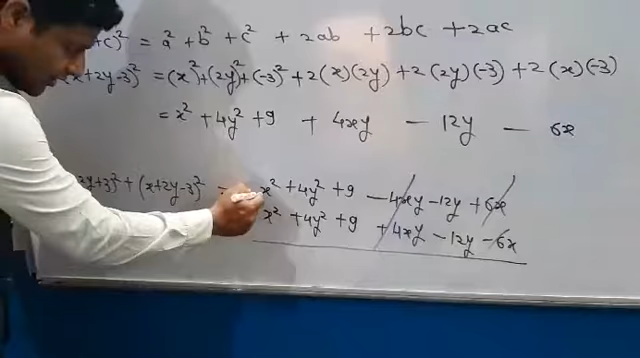 c)² = a² + b² + c² + 2ab + 2bc + 2ac
x+2y-3)² = (x²+(2y)²+(-3)² + 2(x)(2y) + 2(2y)(-3) + 2(x)(-3)
= x² + 4y² + 9 + 4xy - 12y - 6x
2y+3)² + (x+2y-3)² = x² + 4y² + 9 - 4xy - 12y + 6x
x² + 4y² + 9 + 4xy - 12y - 6x